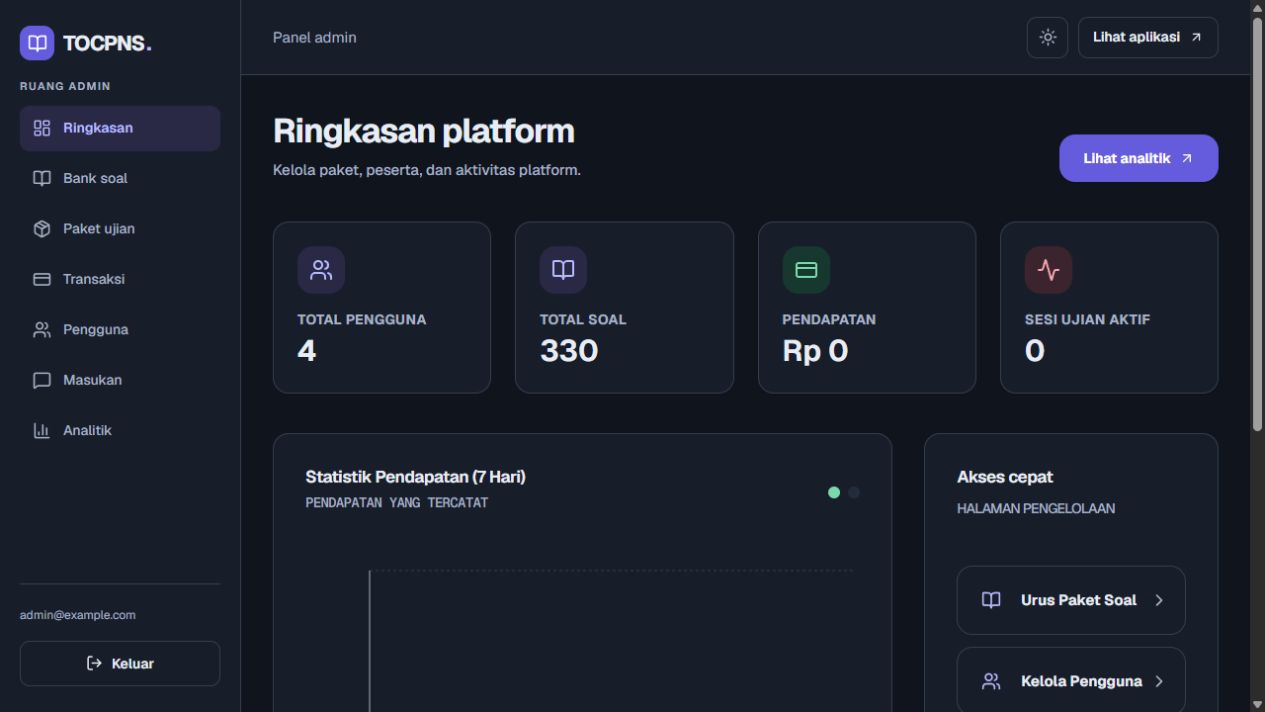 TOCPNS.
RUANG ADMIN
Ringkasan
Bank soal
Paket ujian
Transaksi
Pengguna
Masukan
Analitik
admin@example.com
Keluar
Panel admin
Lihat aplikasi
Ringkasan platform
Kelola paket, peserta, dan aktivitas platform.
Lihat analitik
TOTAL PENGGUNA
4
TOTAL SOAL
330
PENDAPATAN
Rp 0
SESI UJIAN AKTIF
0
Statistik Pendapatan (7 Hari)
PENDAPATAN YANG TERCATAT
Akses cepat
HALAMAN PENGELOLAAN
Urus Paket Soal
Kelola Pengguna